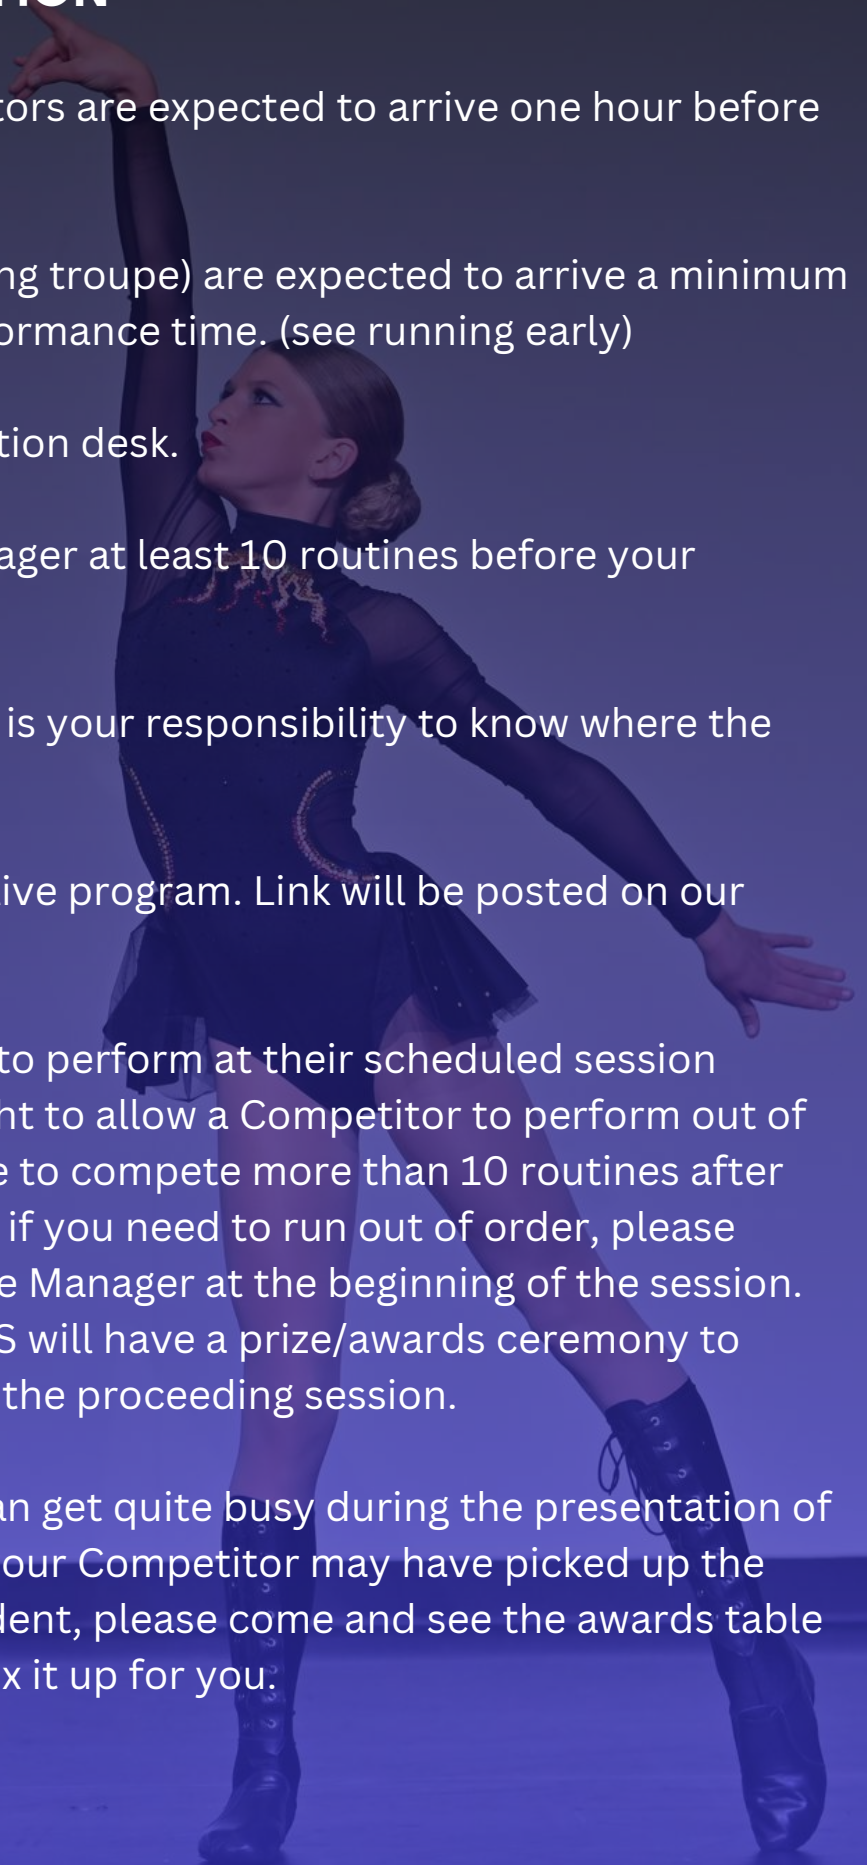 TION
tors are expected to arrive one hour before
ng troupe) are expected to arrive a minimum
ormance time. (see running early)
tion desk.
ager at least 10 routines before your
is your responsibility to know where the
ive program. Link will be posted on our
to perform at their scheduled session
ht to allow a Competitor to perform out of
e to compete more than 10 routines after
if you need to run out of order, please
e Manager at the beginning of the session.
S will have a prize/awards ceremony to
the proceeding session.
an get quite busy during the presentation of
our Competitor may have picked up the
dent, please come and see the awards table
x it up for you.